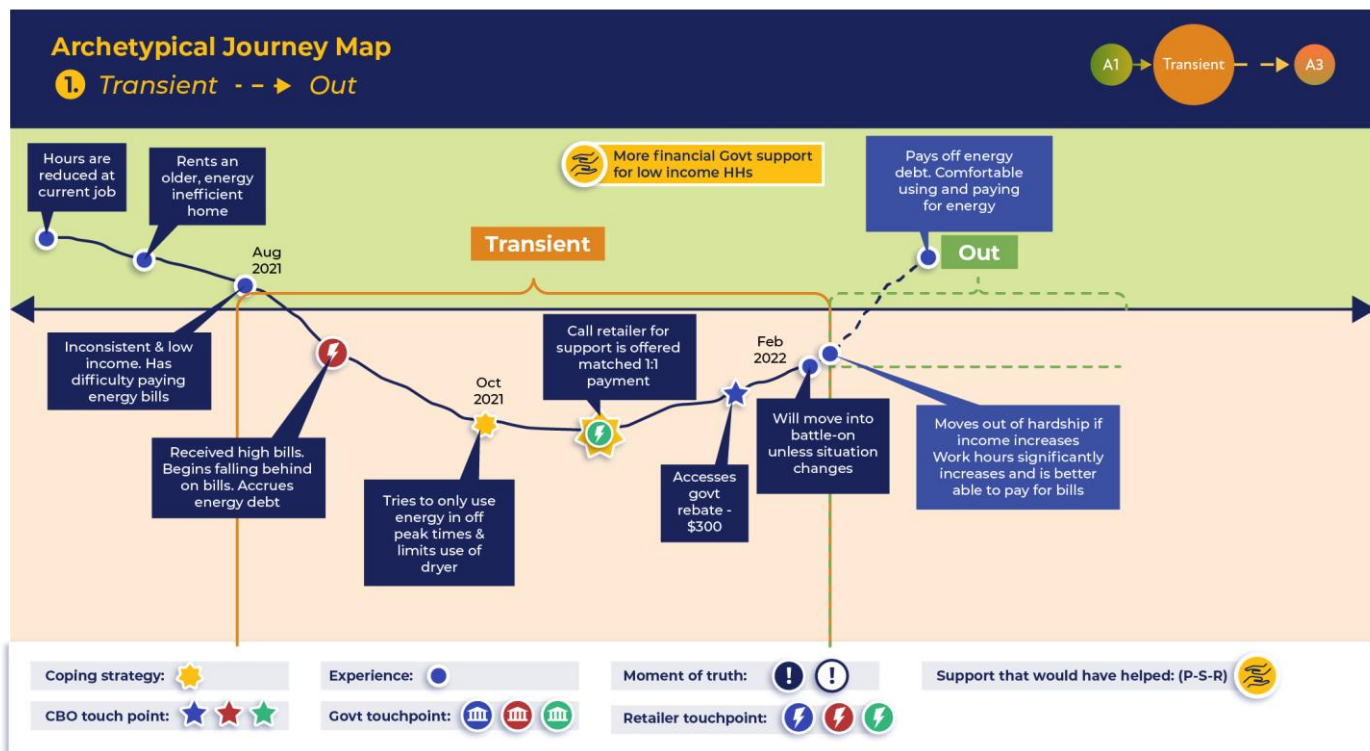 Archetypical Journey Map
1. Transient - - → Out
A1
Transient
A3
Hours are
reduced at
current job
Rents an
older, energy
inefficient
home
More financial Govt support
for low income HHs
Pays off energy
debt. Comfortable
using and paying
for energy
Aug
2021
Transient
Out
Inconsistent & low
income. Has
difficulty paying
energy bills
Call retailer for
support is offered
matched 1:1
payment
Feb
2022
Oct
2021
Received high bills.
Begins falling behind
on bills. Accrues
energy debt
Tries to only use
energy in off
peak times &
limits use of
dryer
Accesses
govt
rebate -
$300
Will move into
battle-on
unless situation
changes
Moves out of hardship if
income increases
Work hours significantly
increases and is better
able to pay for bills
Coping strategy:
Experience:
Moment of truth: ! !
Support that would have helped: (P-S-R)
CBO touch point:
Govt touchpoint:
Retailer touchpoint: